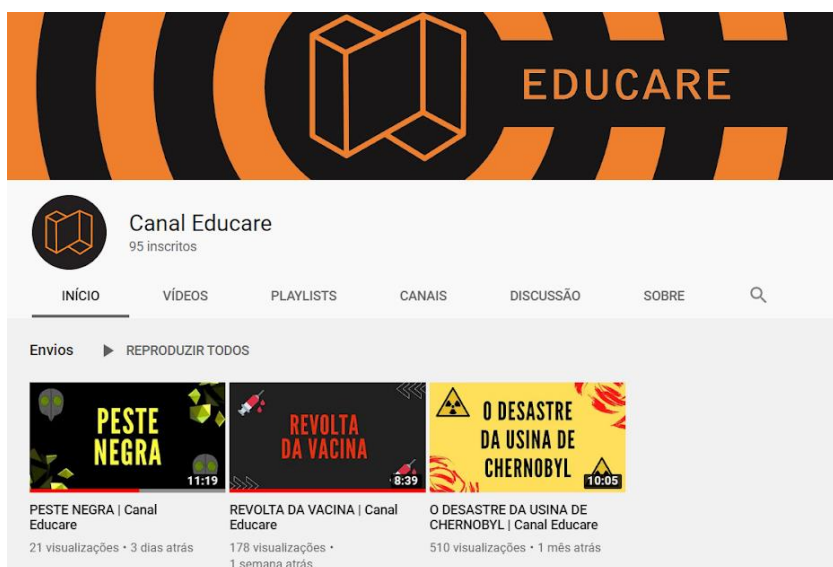 EDUCARE
Canal Educare
95 inscritos
INÍCIO VÍDEOS PLAYLISTS CANAIS DISCUSSÃO SOBRE
Envios REPRODUZIR TODOS
PESTE
NEGRA
11:19
REVOLTA
DA VACINA
8:39
O DESASTRE
DA USINA DE
CHERNOBYL
10:05
PESTE NEGRA | Canal
Educare
21 visualizações • 3 dias atrás
REVOLTA DA VACINA | Canal
Educare
178 visualizações •
1 semana atrás
O DESASTRE DA USINA DE
CHERNOBYL | Canal Educare
510 visualizações • 1 mês atrás